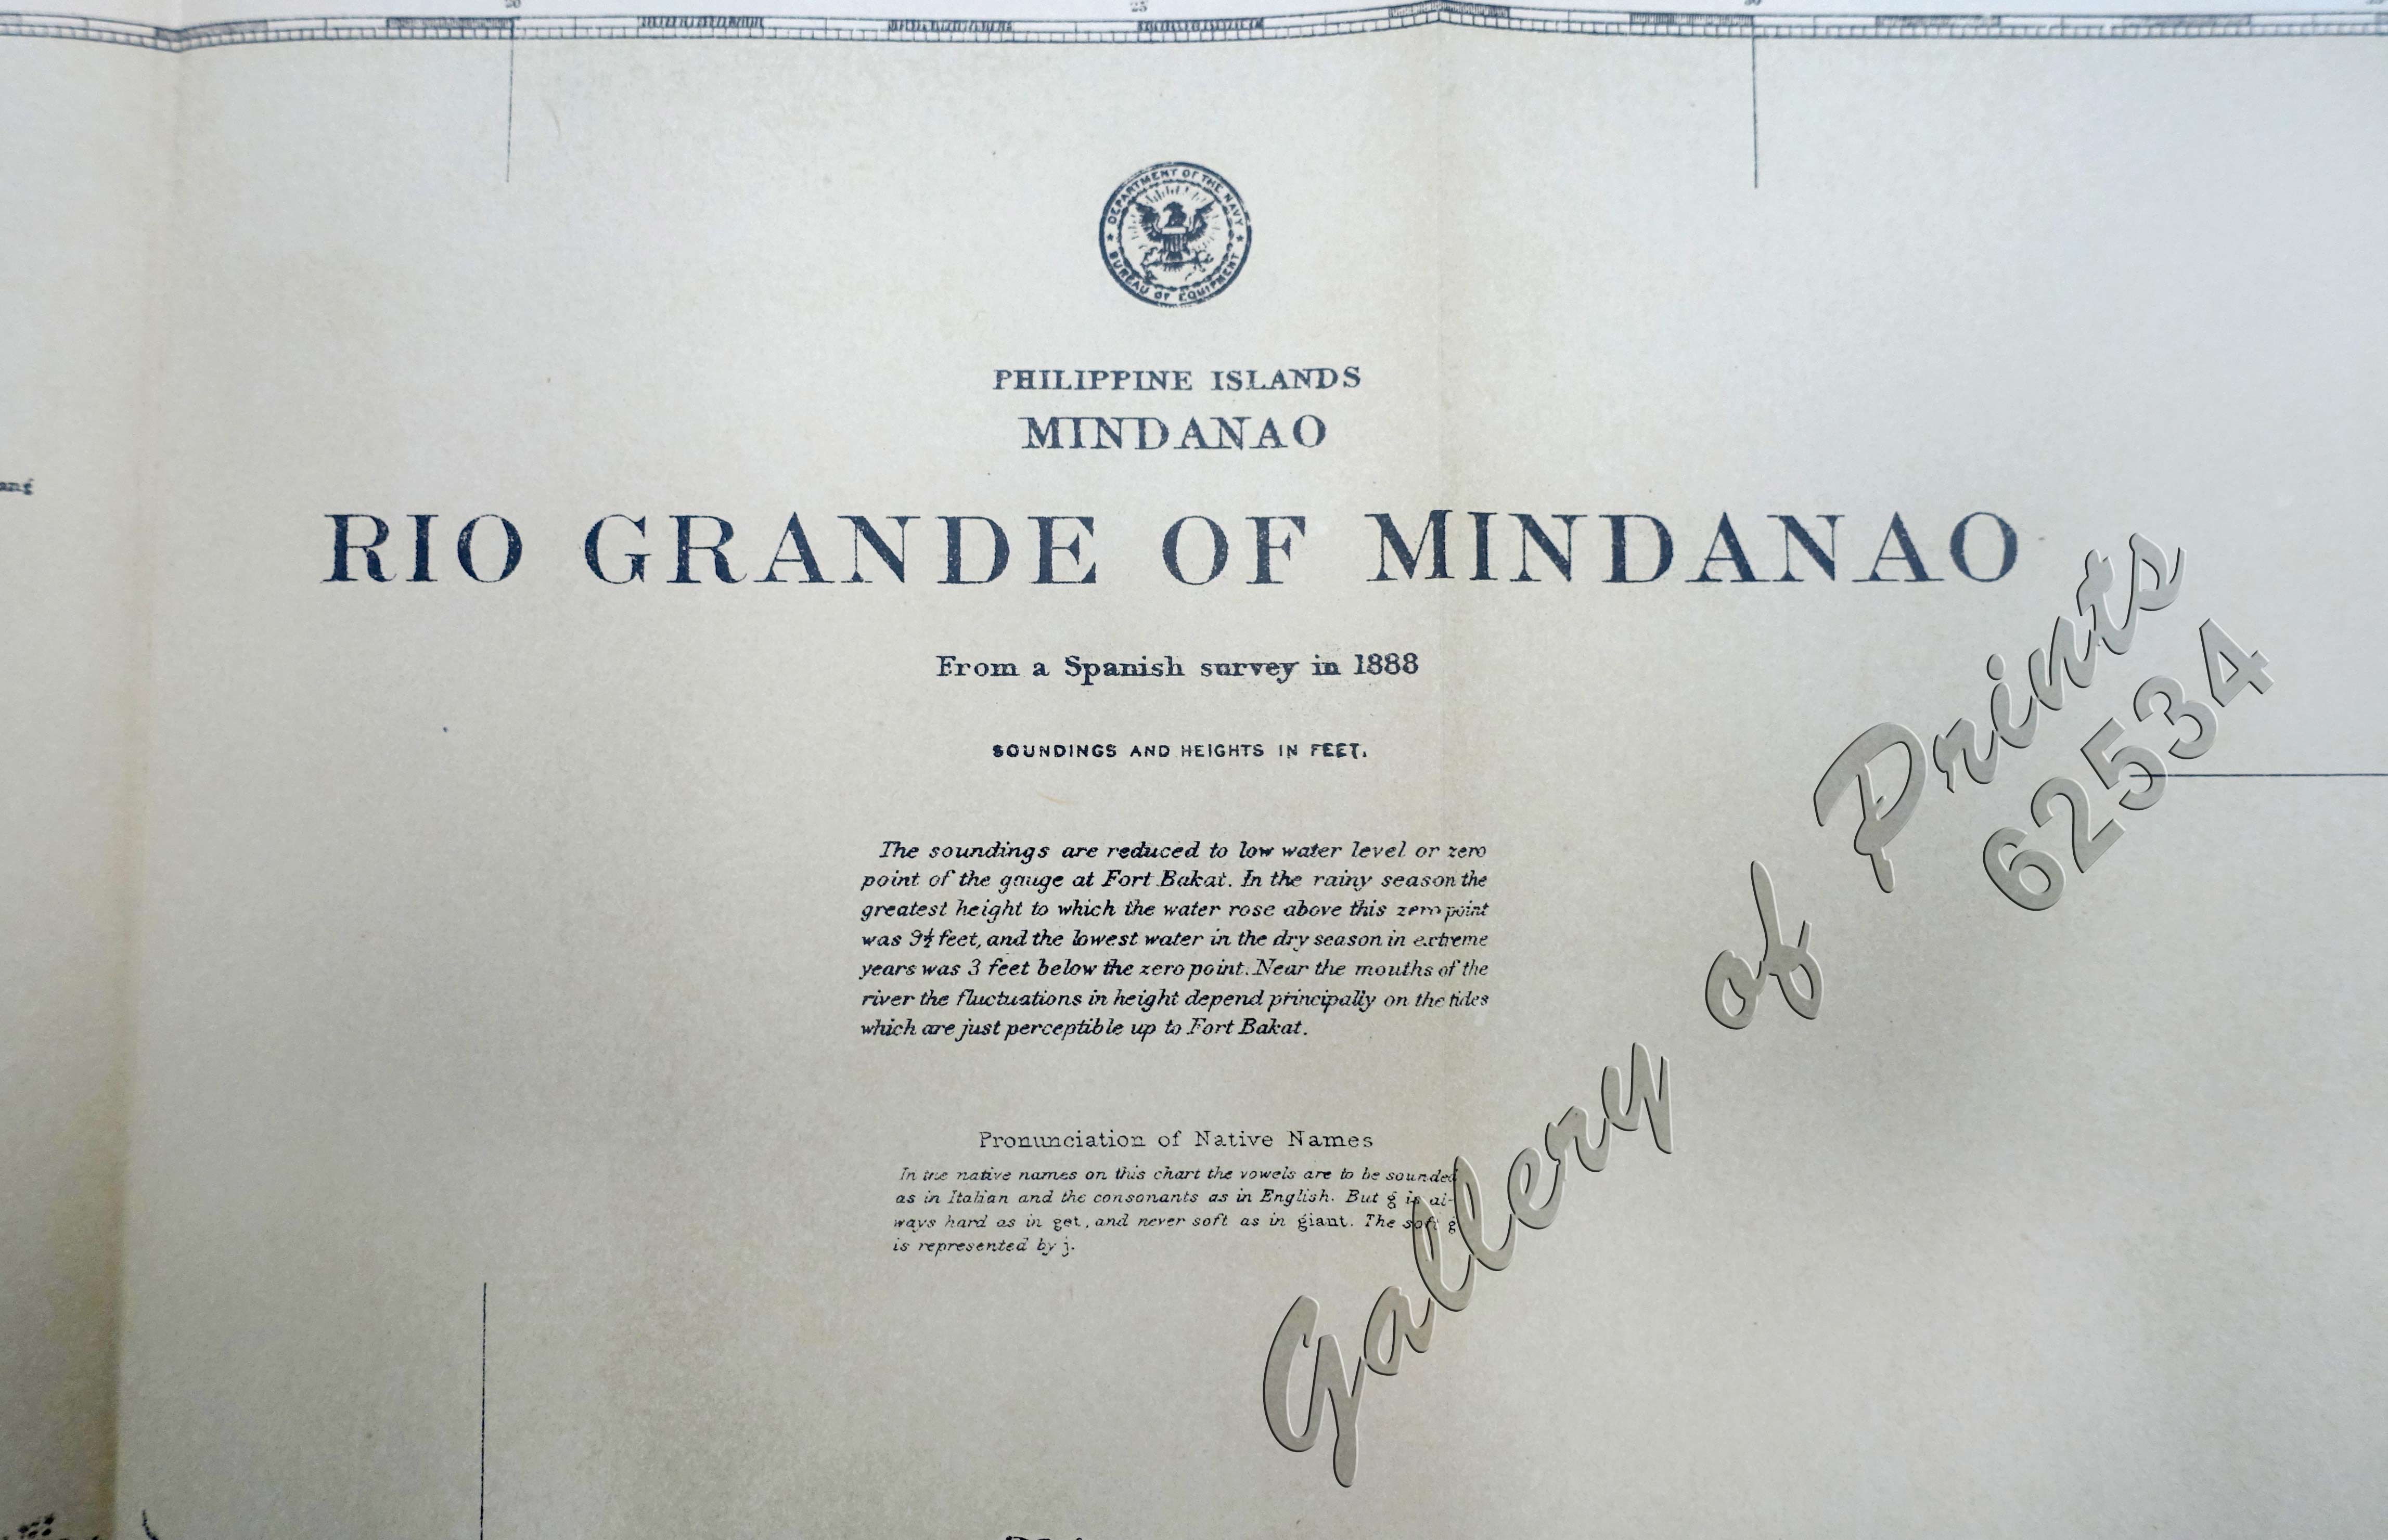 20 25 30
DEPARTMENT OF THE NAVY
BUREAU OF EQUIPMENT
PHILIPPINE ISLANDS
MINDANAO
RIO GRANDE OF MINDANAO
From a Spanish survey in 1888
SOUNDINGS AND HEIGHTS IN FEET.
The soundings are reduced to low water level or zero
point of the gauge at Fort Bakat. In the rainy season the
greatest height to which the water rose above this zero point
was 9½ feet, and the lowest water in the dry season in extreme
years was 3 feet below the zero point. Near the mouths of the
river the fluctuations in height depend principally on the tides
which are just perceptible up to Fort Bakat.
Pronunciation of Native Names
In the native names on this chart the vowels are to be sounded
as in Italian and the consonants as in English. But g is al-
ways hard as in get, and never soft as in giant. The soft g
is represented by j.
Gallery of Prints
62534